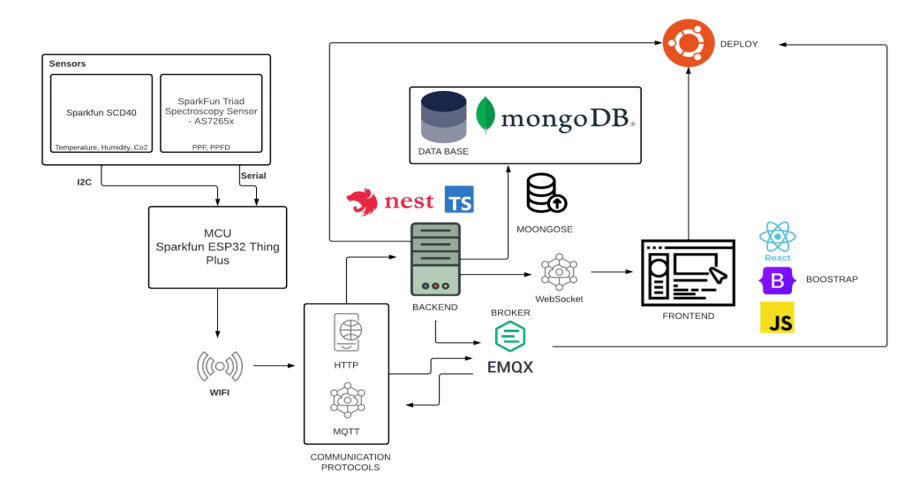 DEPLOY
Sensors
Sparkfun SCD40
Temperature, Humidity, Co2
SparkFun Triad
Spectroscopy Sensor
- AS7265x
PPF, PPFD
I2C
Serial
MCU
Sparkfun ESP32 Thing
Plus
WIFI
HTTP
MQTT
COMMUNICATION
PROTOCOLS
DATA BASE
mongoDB®
nest
TS
MOONGOSE
BACKEND
WebSocket
BROKER
EMQX
FRONTEND
React
B
BOOSTRAP
JS